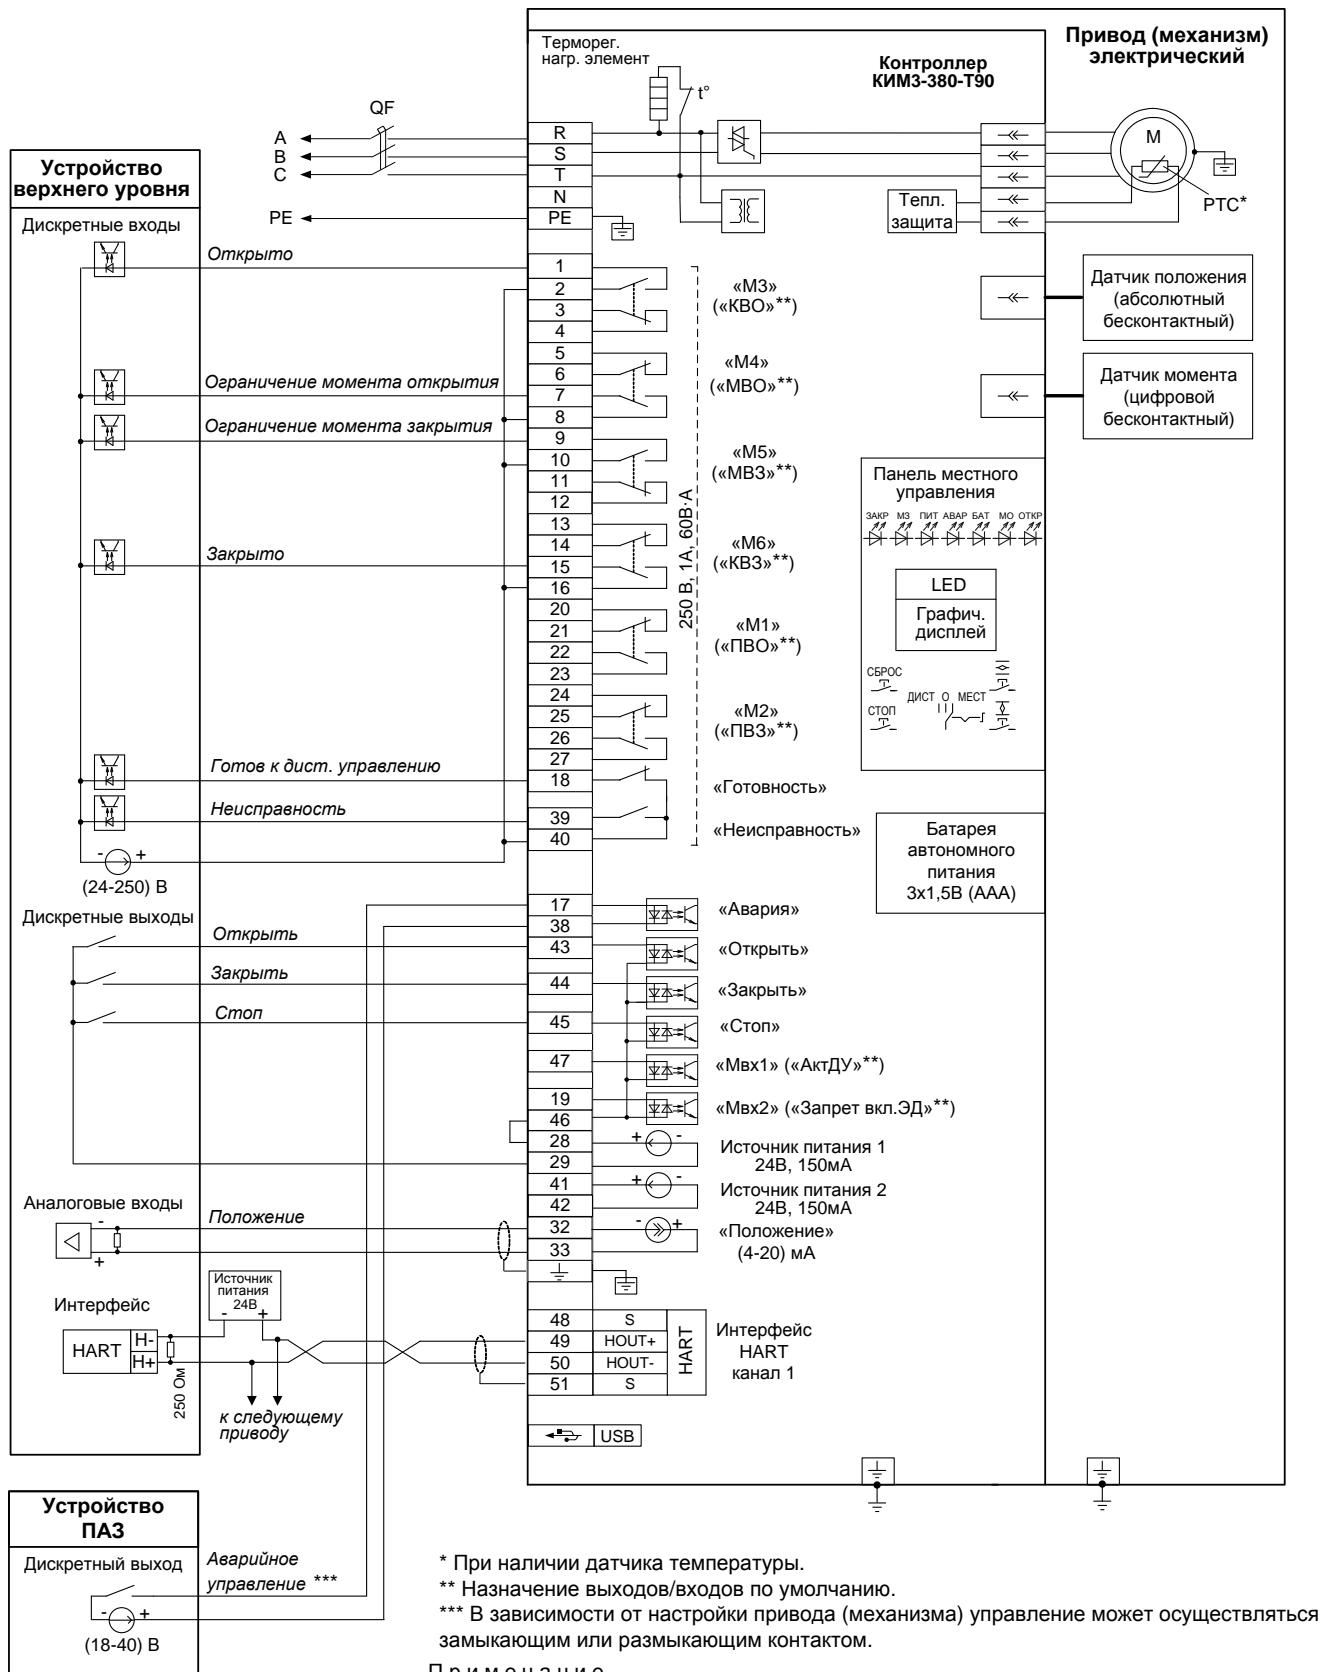 Терморег.
нагр. элемент
Контроллер
КИМ3-380-Т90
Привод (механизм)
электрический
t°
QF
A
B
C
PE
R
S
T
N
PE
M
PTC*
Тепл.
защита
Устройство
верхнего уровня
Дискретные входы
Открыто
Ограничение момента открытия
Ограничение момента закрытия
Закрыто
Готов к дист. управлению
Неисправность
- +
(24-250) В
1
2
3
4
5
6
7
8
9
10
11
12
13
14
15
16
20
21
22
23
24
25
26
27
18
39
40
«М3»
(«КВО»**)
«М4»
(«МВО»**)
«М5»
(«МВЗ»**)
«М6»
(«КВЗ»**)
«М1»
(«ПВО»**)
«М2»
(«ПВЗ»**)
«Готовность»
«Неисправность»
250 В, 1А, 60В·А
Датчик положения
(абсолютный
бесконтактный)
Датчик момента
(цифровой
бесконтактный)
Панель местного
управления
ЗАКР МЗ ПИТ АВАР БАТ МО ОТКР
LED
Графич.
дисплей
СБРОС
СТОП
ДИСТ О МЕСТ
Батарея
автономного
питания
3х1,5В (ААА)
Дискретные выходы
Открыть
Закрыть
Стоп
17
38
43
44
45
47
19
46
28
29
41
42
32
33
«Авария»
«Открыть»
«Закрыть»
«Стоп»
«Мвх1» («АктДУ»**)
«Мвх2» («Запрет вкл.ЭД»**)
+ -
Источник питания 1
24В, 150мА
+ -
Источник питания 2
24В, 150мА
- +
«Положение»
(4-20) мА
Аналоговые входы
-
+
Положение
Интерфейс
HART
H-
H+
250 Ом
Источник
питания
24В
- +
к следующему
приводу
48 S
49 HOUT+
50 HOUT-
51 S
HART
Интерфейс
HART
канал 1
USB
Устройство
ПАЗ
Дискретный выход
- +
(18-40) В
Аварийное
управление ***
* При наличии датчика температуры.
** Назначение выходов/входов по умолчанию.
*** В зависимости от настройки привода (механизма) управление может осуществляться
замыкающим или размыкающим контактом.